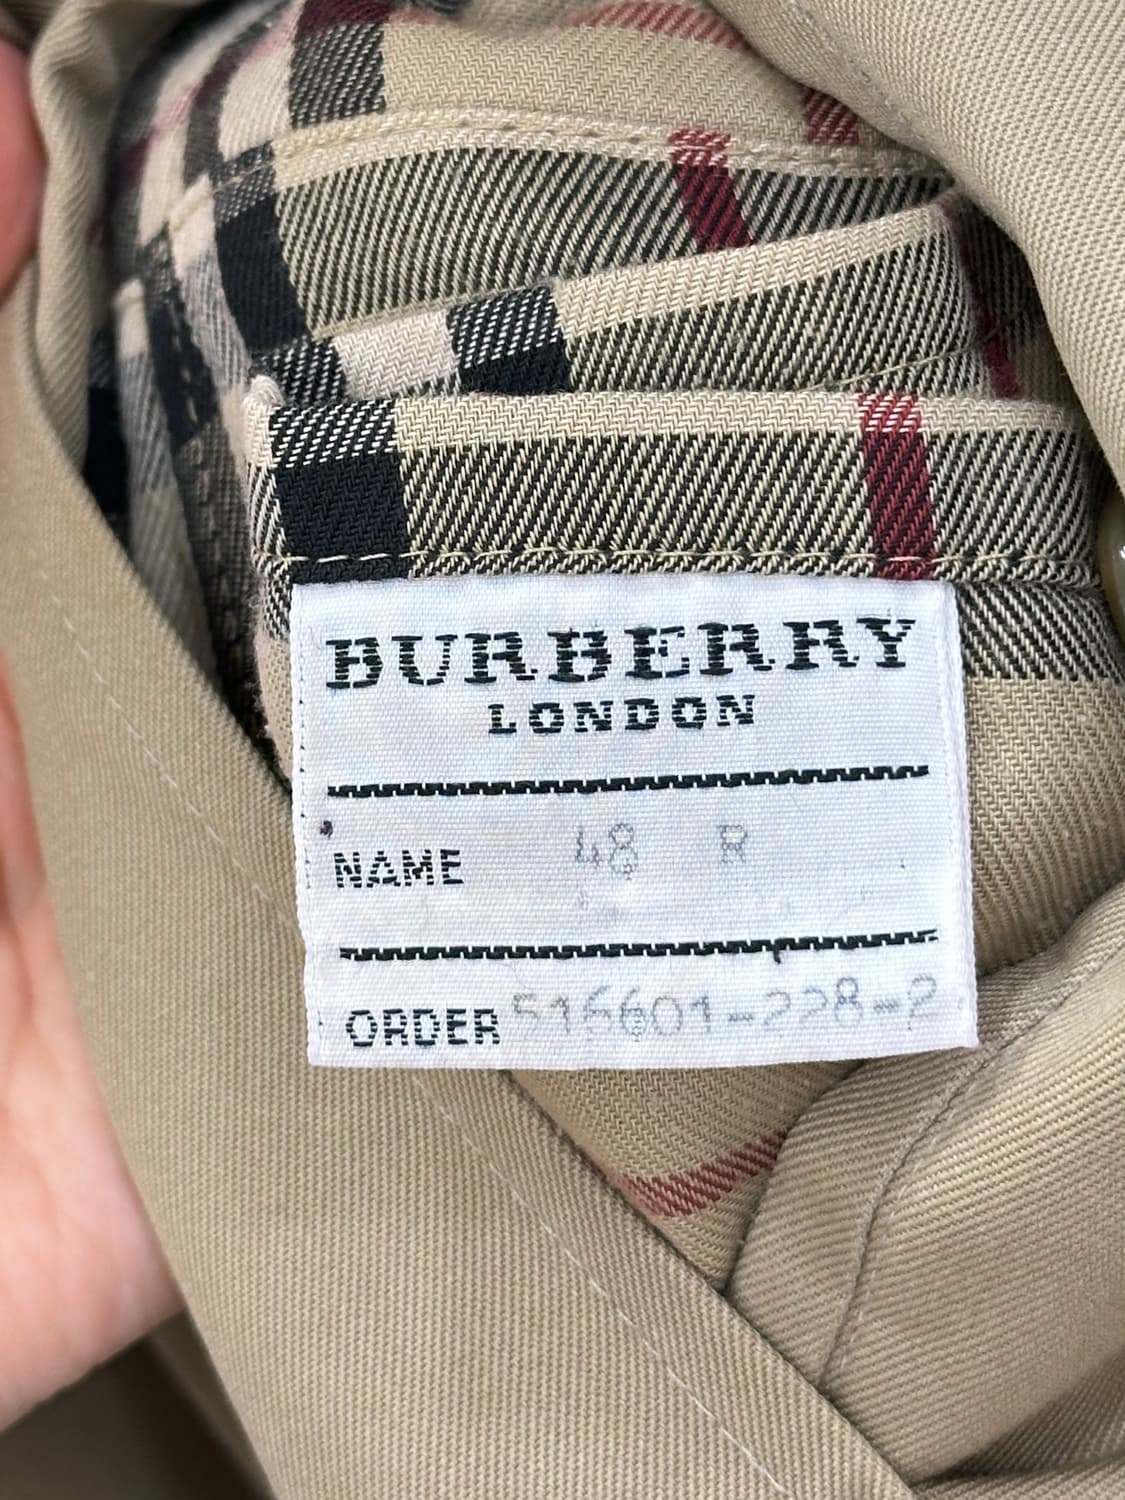 BURBERRY
LONDON
NAME 48 R
ORDER 516601-228-2